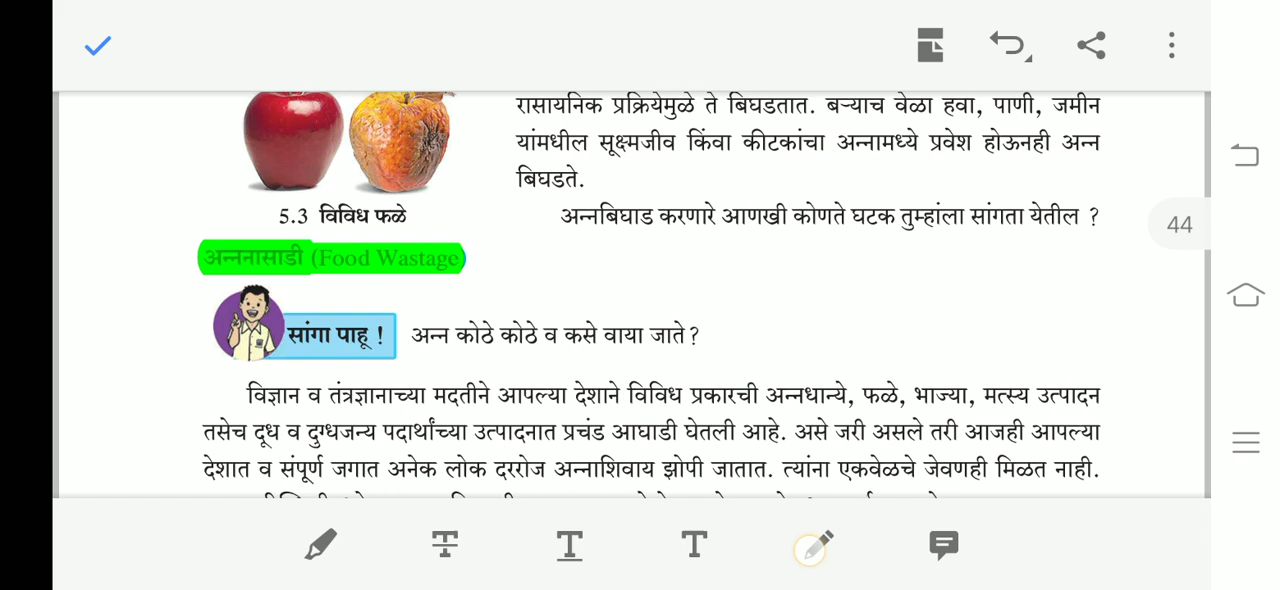 रासायनिक प्रक्रियेमुळे ते बिघडतात. बऱ्याच वेळा हवा, पाणी, जमीन
यांमधील सूक्ष्मजीव किंवा कीटकांचा अन्नामध्ये प्रवेश होऊनही अन्न
बिघडते.
5.3 विविध फळे
अन्नबिघाड करणारे आणखी कोणते घटक तुम्हांला सांगता येतील ?
44
अन्ननासाडी (Food Wastage)
सांगा पाहू !
अन्न कोठे कोठे व कसे वाया जाते ?
विज्ञान व तंत्रज्ञानाच्या मदतीने आपल्या देशाने विविध प्रकारची अन्नधान्ये, फळे, भाज्या, मत्स्य उत्पादन
तसेच दूध व दुग्धजन्य पदार्थांच्या उत्पादनात प्रचंड आघाडी घेतली आहे. असे जरी असले तरी आजही आपल्या
देशात व संपूर्ण जगात अनेक लोक दररोज अन्नाशिवाय झोपी जातात. त्यांना एकवेळचे जेवणही मिळत नाही.